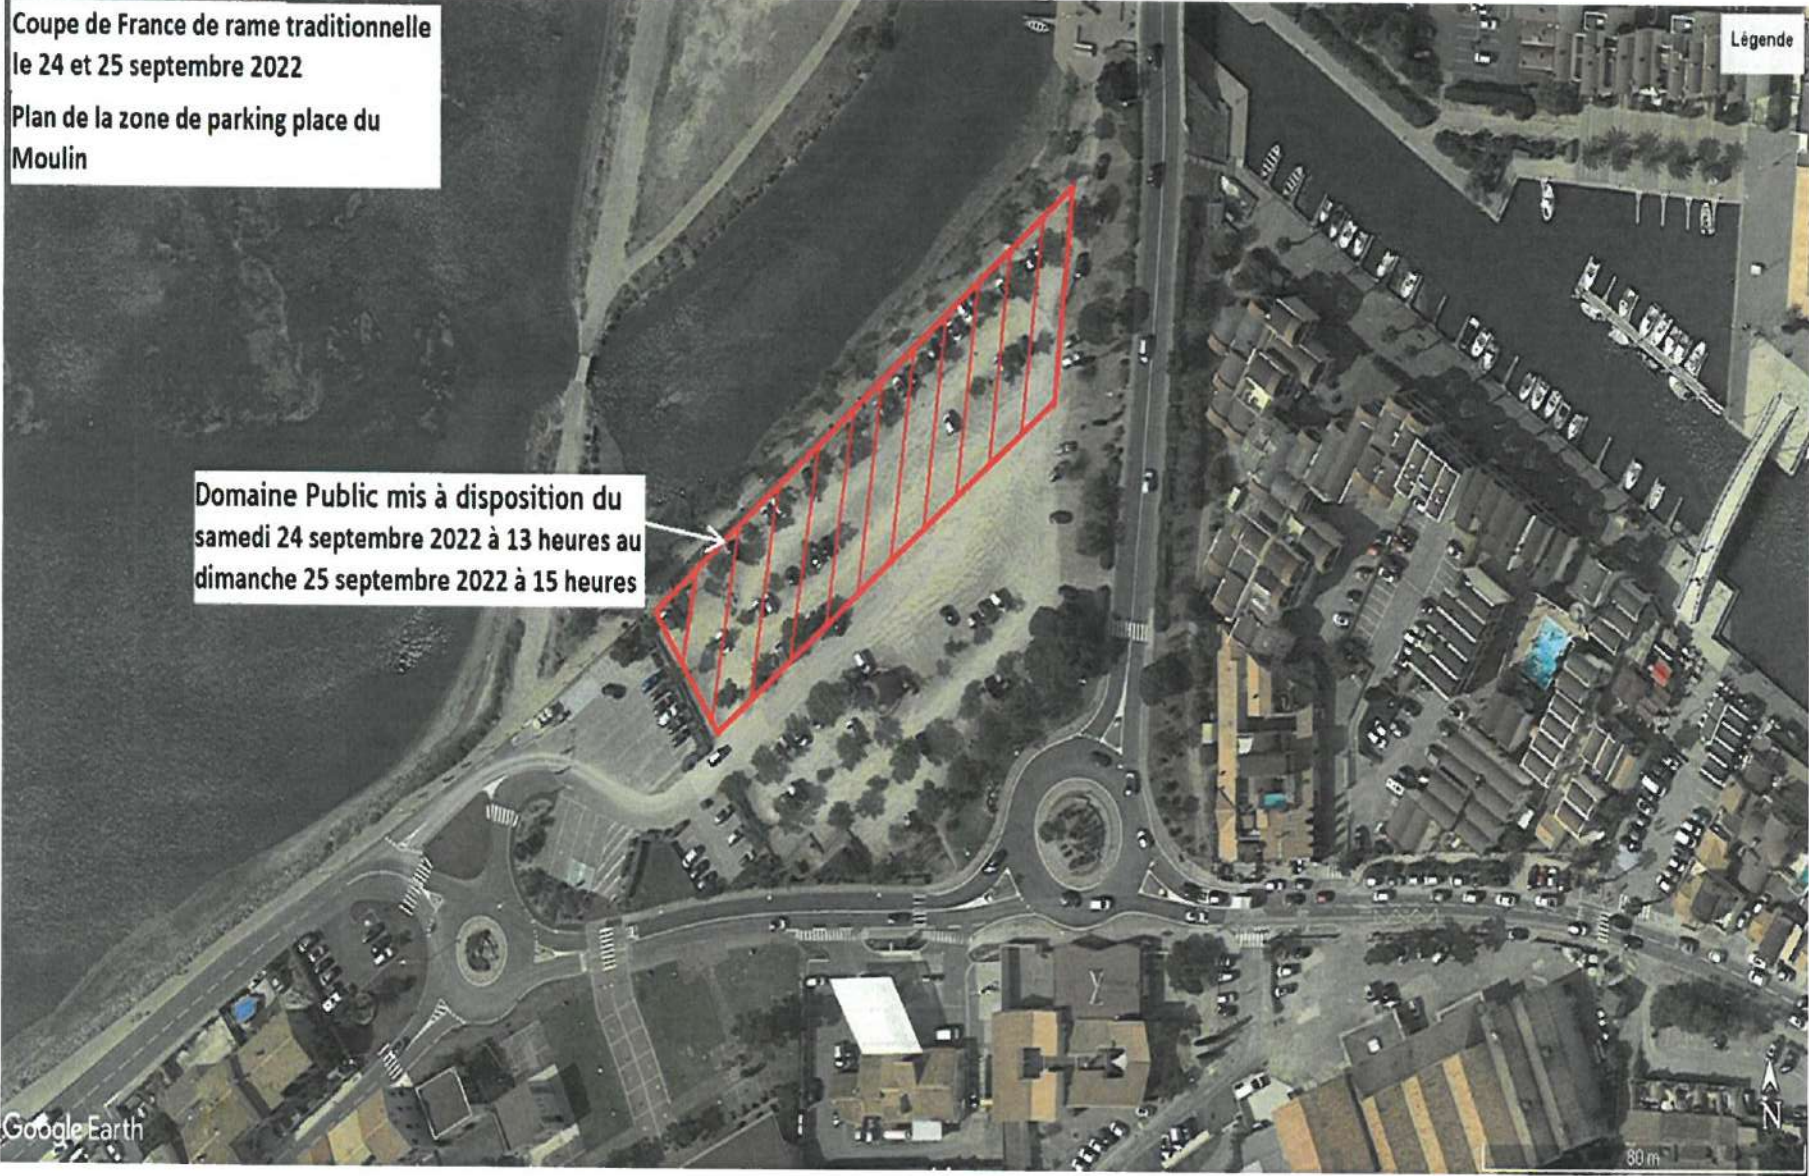 Coupe de France de rame traditionnelle
le 24 et 25 septembre 2022
Plan de la zone de parking place du
Moulin
Légende
Domaine Public mis à disposition du
samedi 24 septembre 2022 à 13 heures au
dimanche 25 septembre 2022 à 15 heures
Google Earth
N
80 m